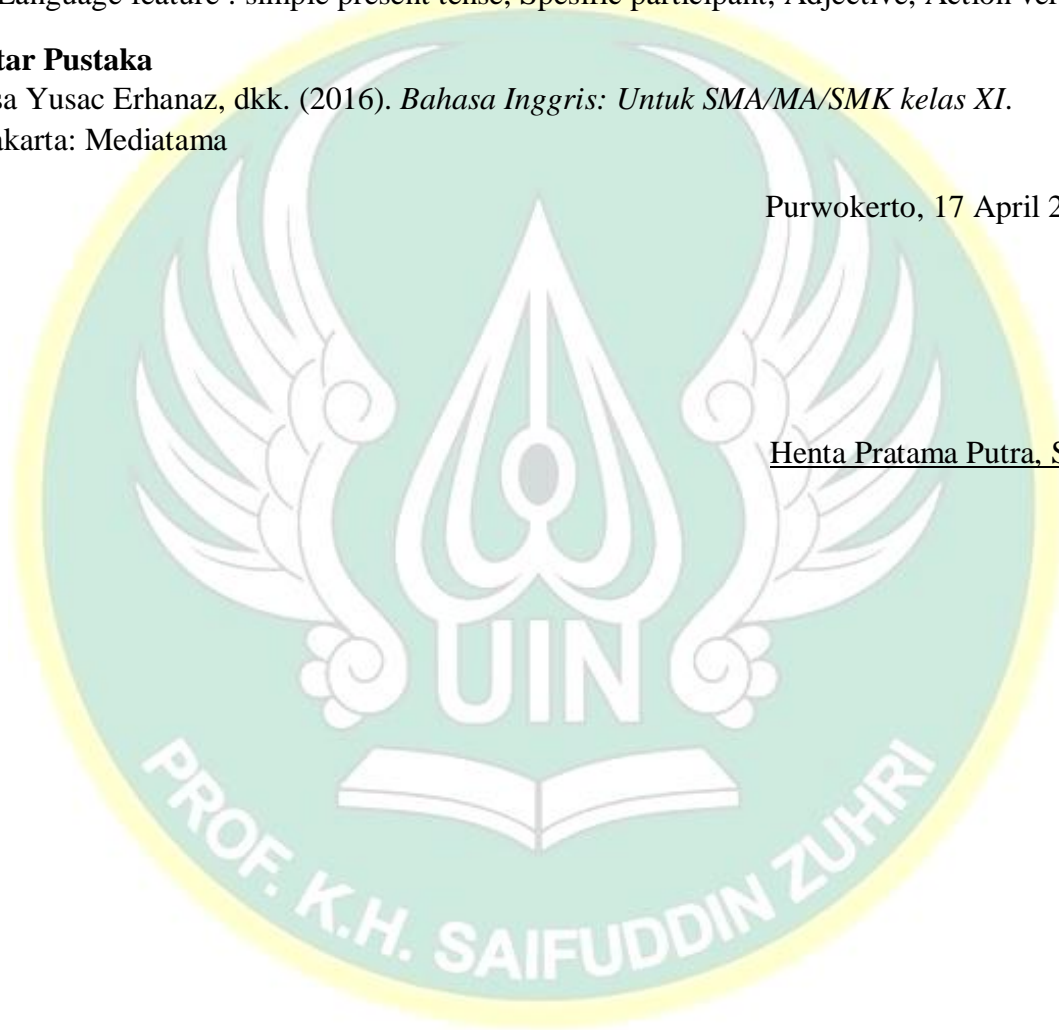 Language feature : simple present tense, Spesific participant, Adjective, Action ver
tar Pustaka
sa Yusac Erhanaz, dkk. (2016). Bahasa Inggris: Untuk SMA/MA/SMK kelas XI.
akarta: Mediatama
Purwokerto, 17 April 2
Henta Pratama Putra, S
UIN
PROF. K.H. SAIFUDDIN ZUHRI